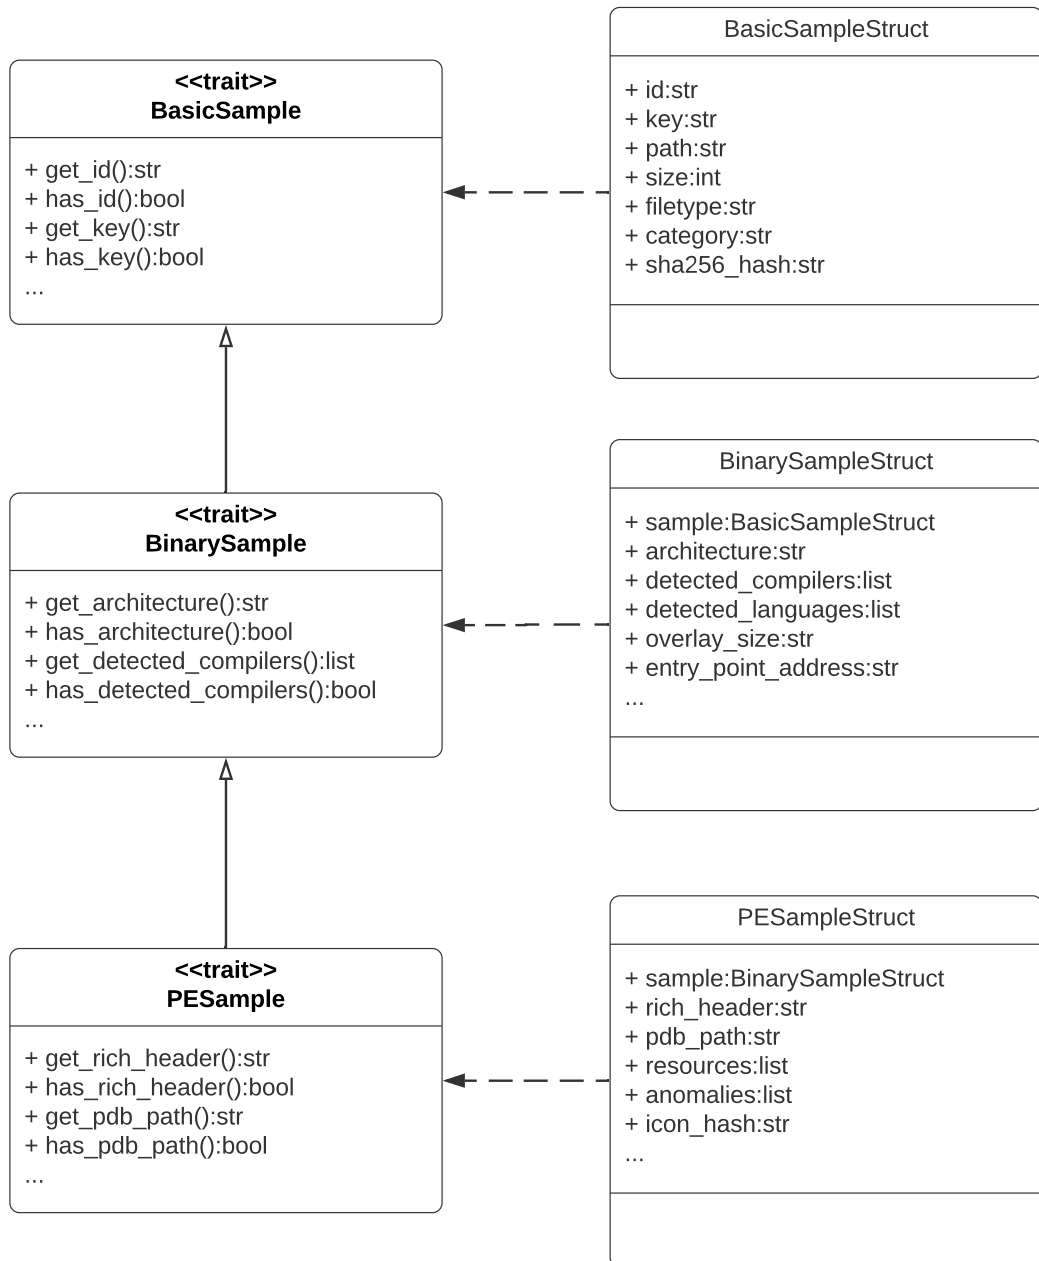 <<trait>>
BasicSample
+ get_id():str
+ has_id():bool
+ get_key():str
+ has_key():bool
...
BasicSampleStruct
+ id:str
+ key:str
+ path:str
+ size:int
+ filetype:str
+ category:str
+ sha256_hash:str
<<trait>>
BinarySample
+ get_architecture():str
+ has_architecture():bool
+ get_detected_compilers():list
+ has_detected_compilers():bool
...
BinarySampleStruct
+ sample:BasicSampleStruct
+ architecture:str
+ detected_compilers:list
+ detected_languages:list
+ overlay_size:str
+ entry_point_address:str
...
<<trait>>
PESample
+ get_rich_header():str
+ has_rich_header():bool
+ get_pdb_path():str
+ has_pdb_path():bool
...
PESampleStruct
+ sample:BinarySampleStruct
+ rich_header:str
+ pdb_path:str
+ resources:list
+ anomalies:list
+ icon_hash:str
...